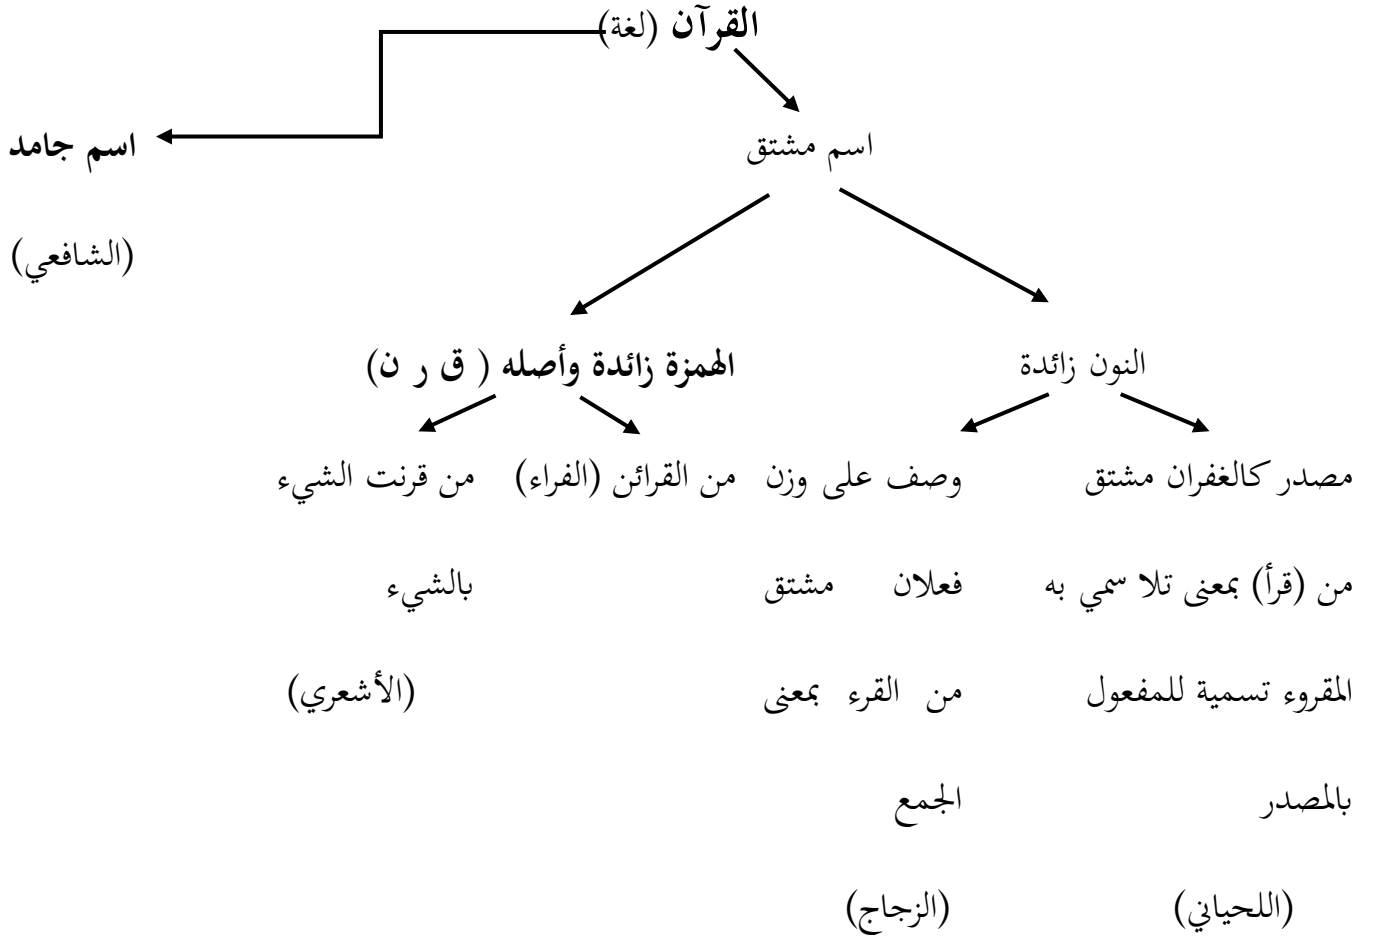 القرآن (لغة)
اسم مشتق
اسم جامد
(الشافعي)
النون زائدة
الهمزة زائدة وأصله ( ق ر ن)
مصدر كالغفران مشتق
من (قرأ) بمعنى تلا سمي به
المقروء تسمية للمفعول
بالمصدر
(اللحياني)
وصف على وزن
فعلان مشتق
من القرء بمعنى
الجمع
(الزجاج)
من القرائن (الفراء)
من قرنت الشيء
بالشيء
(الأشعري)